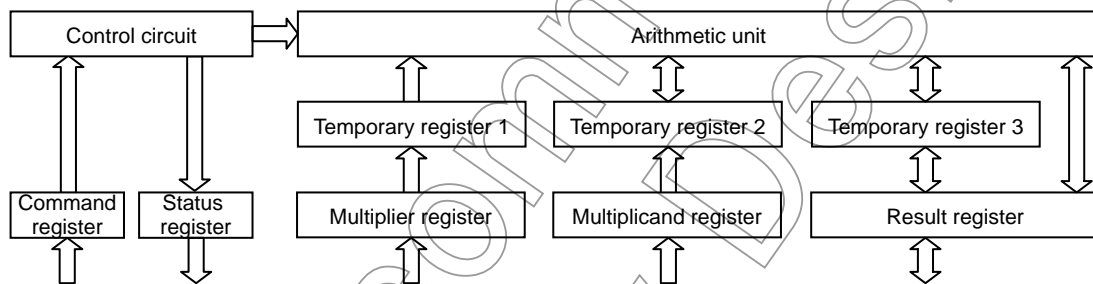 Control circuit
Arithmetic unit
Temporary register 1
Temporary register 2
Temporary register 3
Command
register
Status
register
Multiplier register
Multiplicand register
Result register